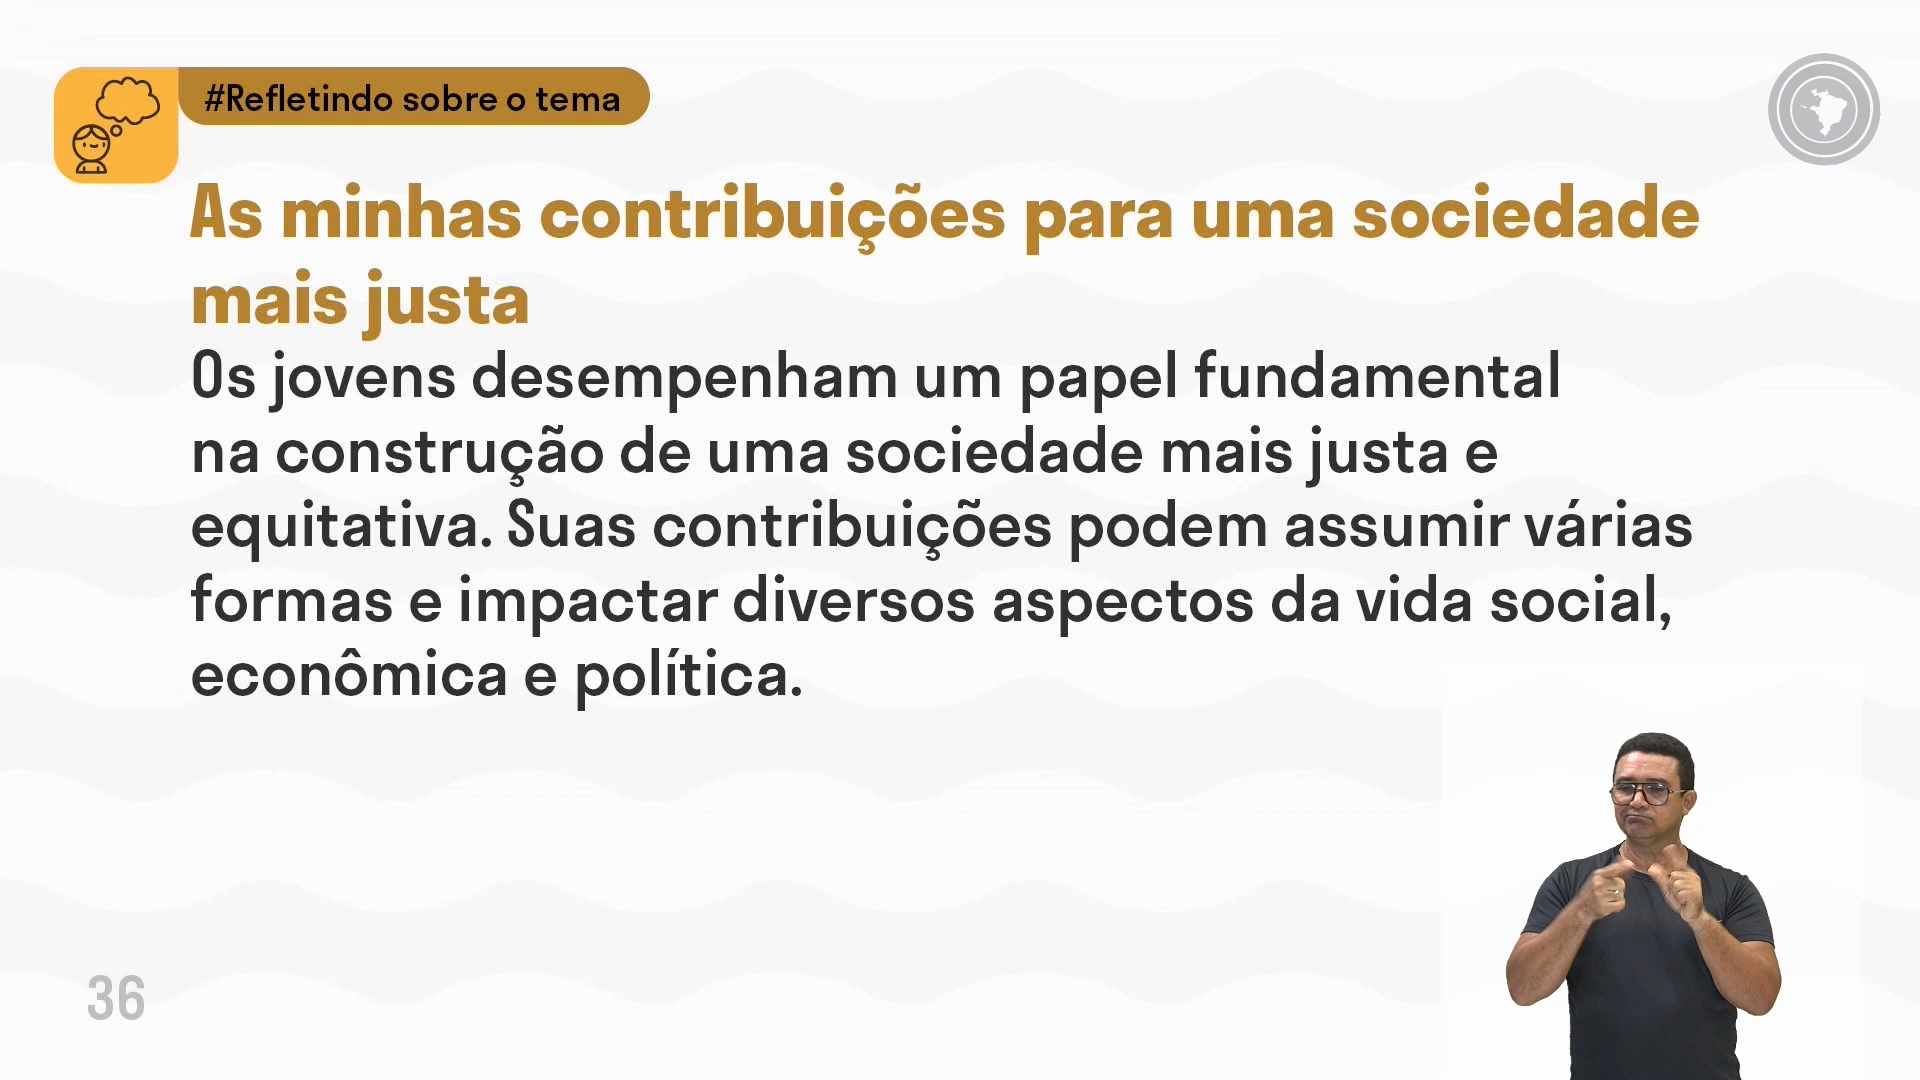 #Refletindo sobre o tema
As minhas contribuições para uma sociedade
mais justa
Os jovens desempenham um papel fundamental
na construção de uma sociedade mais justa e
equitativa. Suas contribuições podem assumir várias
formas e impactar diversos aspectos da vida social,
econômica e política.
36